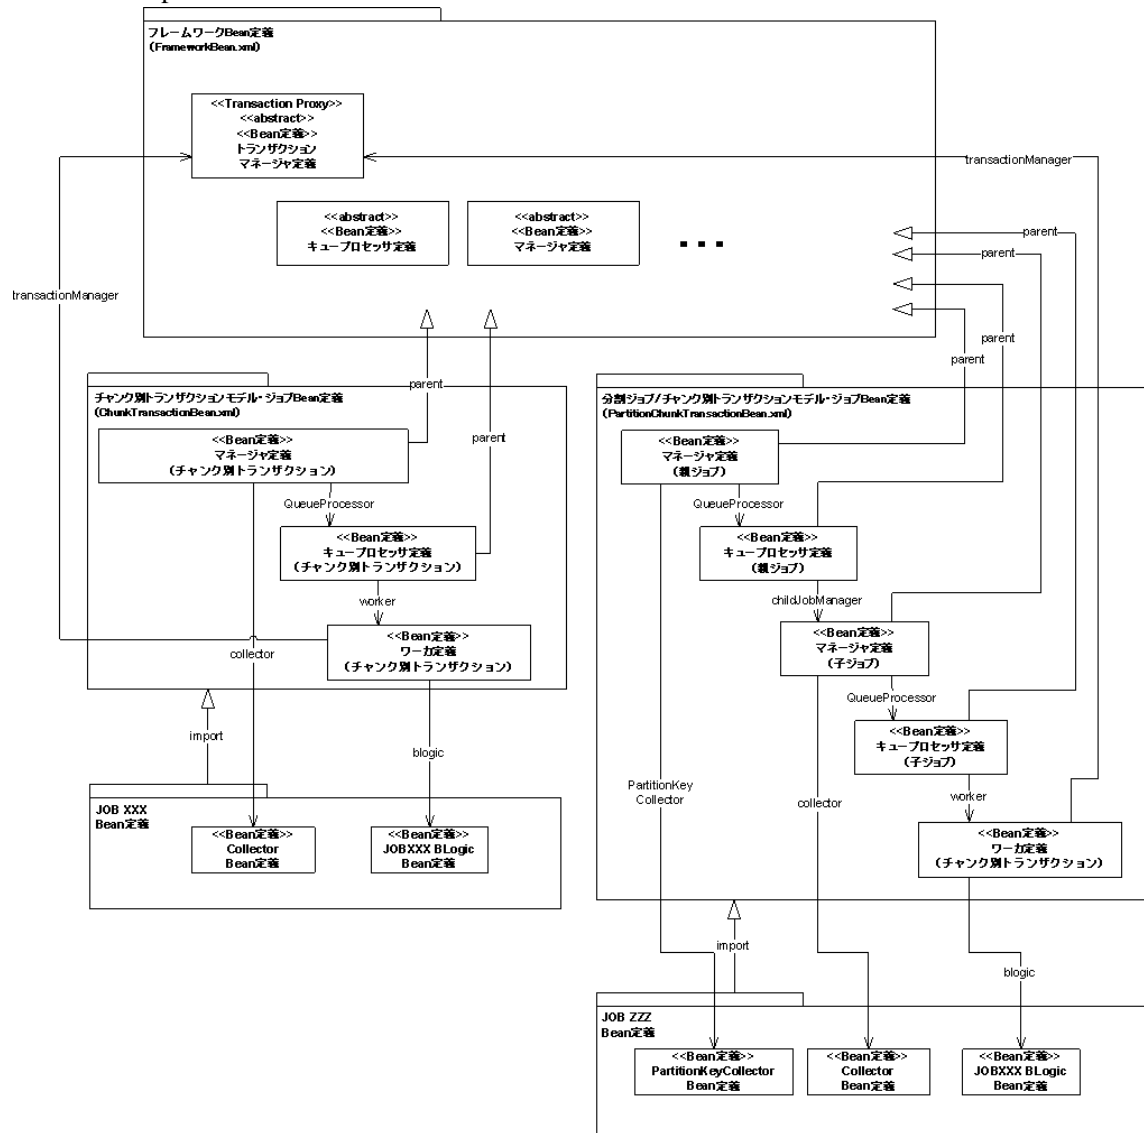 フレームワークBean定義
(FrameworkBean.xml)
<<Transaction Proxy>>
<<abstract>>
<<Bean定義>>
トランザクション
マネージャ定義
transactionManager
<<abstract>>
<<Bean定義>>
キュープロセッサ定義
<<abstract>>
<<Bean定義>>
マネージャ定義
...
parent
parent
parent
parent
transactionManager
parent
parent
チャンク別トランザクションモデル・ジョブBean定義
(ChunkTransactionBean.xml)
<<Bean定義>>
マネージャ定義
(チャンク別トランザクション)
QueueProcessor
<<Bean定義>>
キュープロセッサ定義
(チャンク別トランザクション)
worker
<<Bean定義>>
ワーカ定義
(チャンク別トランザクション)
collector
import
blogic
JOB XXX
Bean定義
<<Bean定義>>
Collector
Bean定義
<<Bean定義>>
JOBXXX BLogic
Bean定義
分割ジョブ/チャンク別トランザクションモデル・ジョブBean定義
(PartitionChunkTransactionBean.xml)
<<Bean定義>>
マネージャ定義
(親ジョブ)
QueueProcessor
<<Bean定義>>
キュープロセッサ定義
(親ジョブ)
childJobManager
<<Bean定義>>
マネージャ定義
(子ジョブ)
QueueProcessor
<<Bean定義>>
キュープロセッサ定義
(子ジョブ)
PartitionKey
Collector
collector
worker
<<Bean定義>>
ワーカ定義
(チャンク別トランザクション)
import
blogic
JOB ZZZ
Bean定義
<<Bean定義>>
PartitionKeyCollector
Bean定義
<<Bean定義>>
Collector
Bean定義
<<Bean定義>>
JOBXXX BLogic
Bean定義